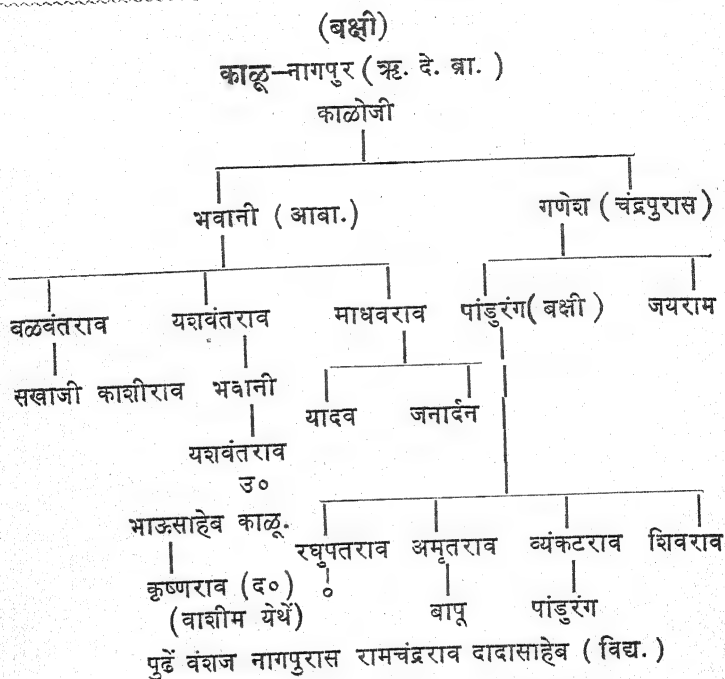 (बक्षी)
काळू-नागपुर (ऋ. दे. ब्रा. )
काळोजी
भवानी ( आबा. ) गणेश ( चंद्रपुरास )
बळवंतराव यशवंतराव माधवराव पांडुरंग( बक्षी ) जयराम
सखाजी काशीराव भवानी यादव जनार्दन
यशवंतराव
उ०
भाऊसाहेब काळू. रघुपतराव अमृतराव व्यंकटराव शिवराव
कृष्णराव (द०) ० बापू पांडुरंग
(वाशीम येथें)
पुढें वंशज नागपुरास रामचंद्रराव दादासाहेब ( विद्य. )